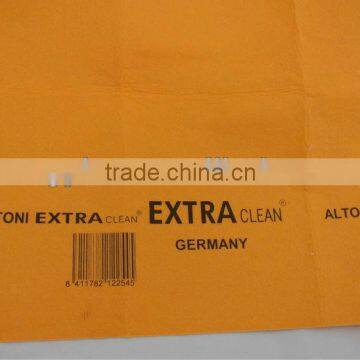 trade.china.cn
TONI EXTRA CLEAN® EXTRA CLEAN® ALTO
GERMANY
8 411782 122545